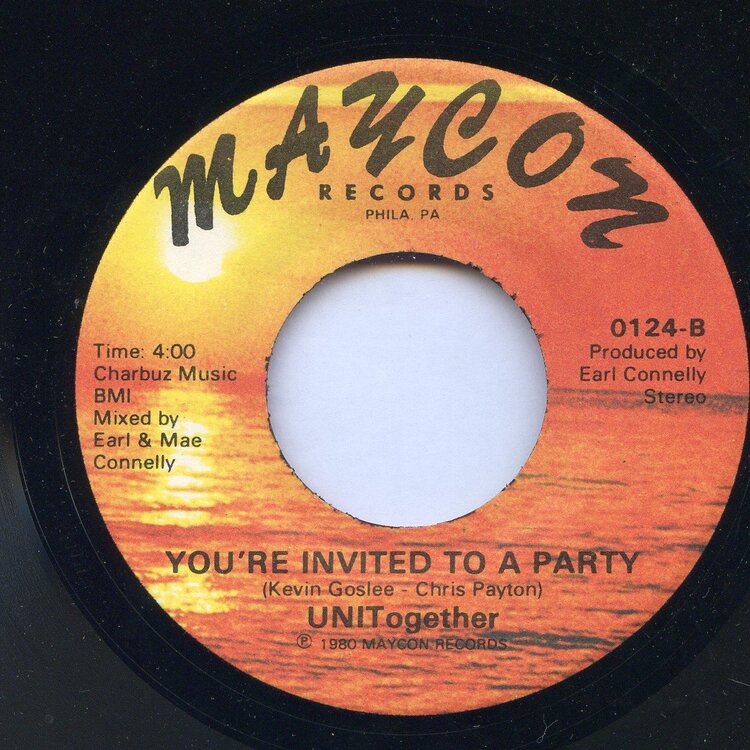 MAYCON
RECORDS
PHILA. PA
Time: 4:00
Charbuz Music
BMI
Mixed by
Earl & Mae
Connelly
0124-B
Produced by
Earl Connelly
Stereo
YOU'RE INVITED TO A PARTY
(Kevin Goslee - Chris Payton)
UNITogether
℗ 1980 MAYCON RECORDS